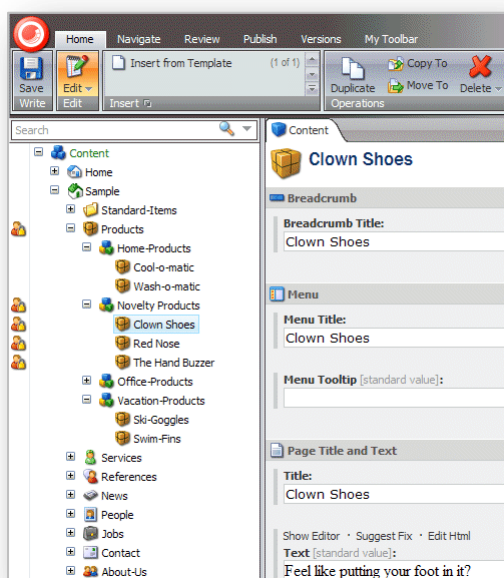 Home Navigate Review Publish Versions My Toolbar
Insert from Template (1 of 1)
Copy To
Move To
Save Edit Duplicate Delete
Write Edit Insert Operations
Search
Content
Home
Sample
Standard-Items
Products
Home-Products
Cool-o-matic
Wash-o-matic
Novelty Products
Clown Shoes
Red Nose
The Hand Buzzer
Office-Products
Vacation-Products
Ski-Goggles
Swim-Fins
Services
References
News
People
Jobs
Contact
About-Us
Content
Clown Shoes
Breadcrumb
Breadcrumb Title:
Clown Shoes
Menu
Menu Title:
Clown Shoes
Menu Tooltip [standard value]:
Page Title and Text
Title:
Clown Shoes
Show Editor · Suggest Fix · Edit Html
Text [standard value]:
Feel like putting your foot in it?